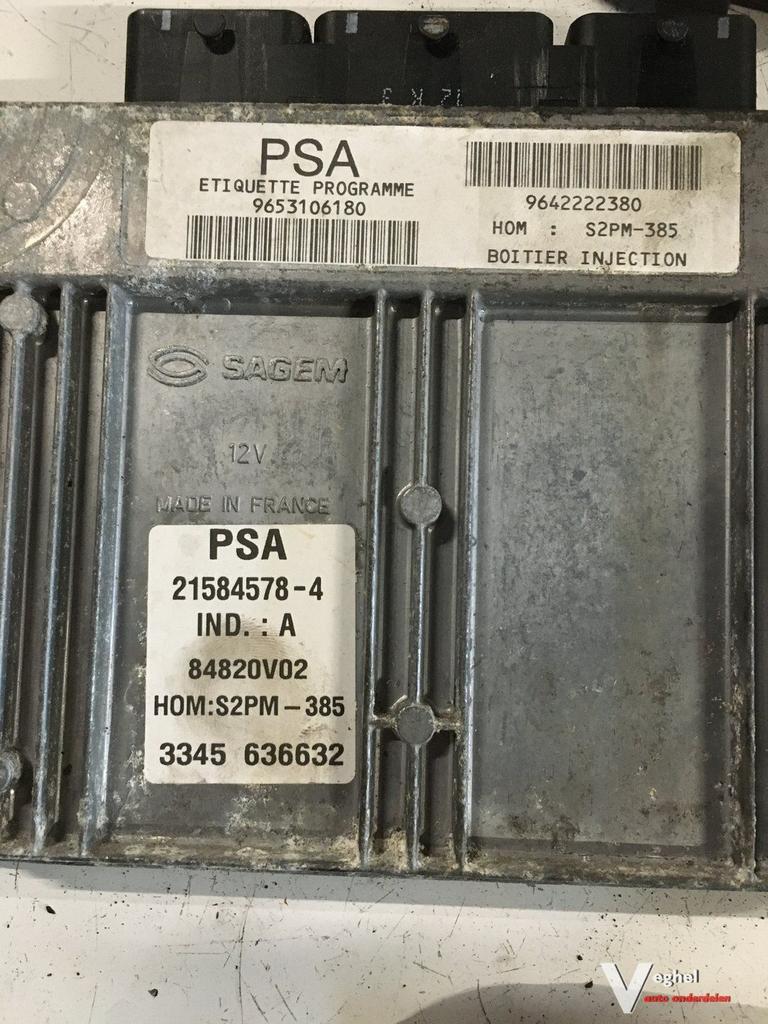 PSA
ETIQUETTE PROGRAMME
9653106180
9642222380
HOM : S2PM-385
BOITIER INJECTION
SAGEM
12V
MADE IN FRANCE
PSA
21584578-4
IND. : A
84820V02
HOM:S2PM-385
3345 636632
Veghel
auto onderdelen